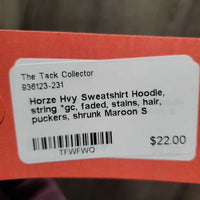 The Tack Collector
936123-231
Horze Hvy Sweatshirt Hoodie,
string *gc, faded, stains, hair,
puckers, shrunk Maroon S
$22.00
TFWFWQ